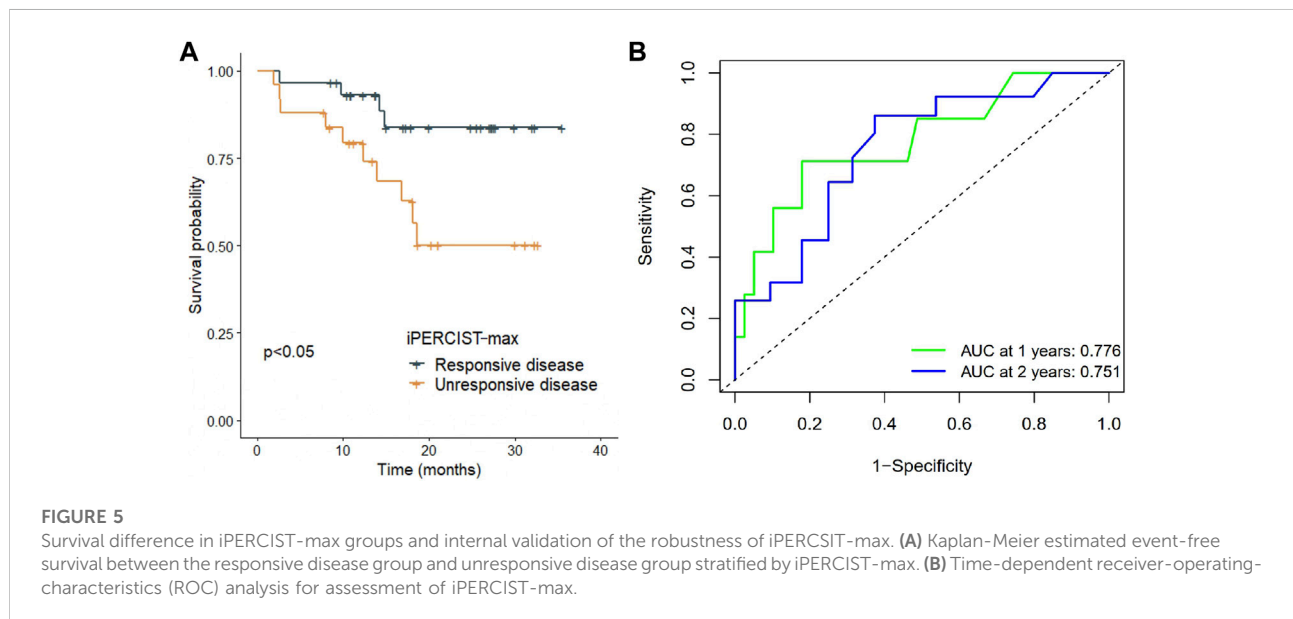 A
1.00
0.75
0.50
0.25
0.00
Survival probability
p<0.05
iPERCIST-max
Responsive disease
Unresponsive disease
0
10
20
30
40
Time (months)
B
1.0
0.8
0.6
0.4
0.2
0.0
Sensitivity
AUC at 1 years: 0.776
AUC at 2 years: 0.751
0.0
0.2
0.4
0.6
0.8
1.0
1-Specificity
FIGURE 5
Survival difference in iPERCIST-max groups and internal validation of the robustness of iPERCSIT-max. (A) Kaplan-Meier estimated event-free
survival between the responsive disease group and unresponsive disease group stratified by iPERCIST-max. (B) Time-dependent receiver-operating-
characteristics (ROC) analysis for assessment of iPERCIST-max.